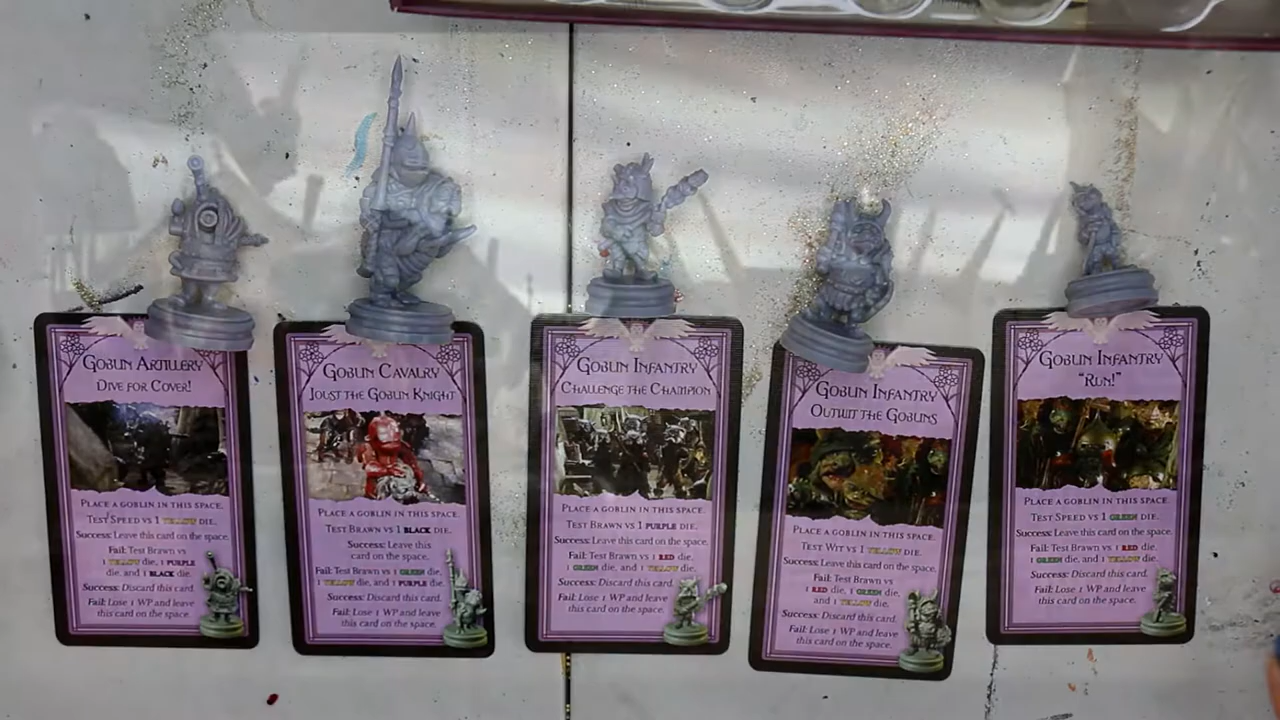 Goblin Artillery
Dive for Cover!
Place a goblin in this space.
Test Speed vs 1 yellow die.
Success: Leave this card on the space.
Fail: Test Brawn vs
1 yellow die, 1 purple
die, and 1 black die.
Success: Discard this card.
Fail: Lose 1 WP and leave
this card on the space.
Goblin Cavalry
Joust the Goblin Knight
Place a goblin in this space.
Test Brawn vs 1 black die.
Success: Leave this
card on the space.
Fail: Test Brawn vs 1 green die,
1 yellow die, and 1 purple die.
Success: Discard this card.
Fail: Lose 1 WP and leave
this card on the space.
Goblin Infantry
Challenge the Champion
Place a goblin in this space.
Test Brawn vs 1 purple die.
Success: Leave this card on the space.
Fail: Test Brawn vs 1 red die,
1 green die, and 1 yellow die.
Success: Discard this card.
Fail: Lose 1 WP and leave
this card on the space.
Goblin Infantry
Outwit the Goblins
Place a goblin in this space.
Test Wit vs 1 yellow die.
Success: Leave this card on the space.
Fail: Test Brawn vs
1 red die, 1 green die,
and 1 yellow die.
Success: Discard this card.
Fail: Lose 1 WP and leave
this card on the space.
Goblin Infantry
"Run!"
Place a goblin in this space.
Test Speed vs 1 green die.
Success: Leave this card on the space.
Fail: Test Brawn vs 1 red die,
1 green die, and 1 yellow die.
Success: Discard this card.
Fail: Lose 1 WP and leave
this card on the space.